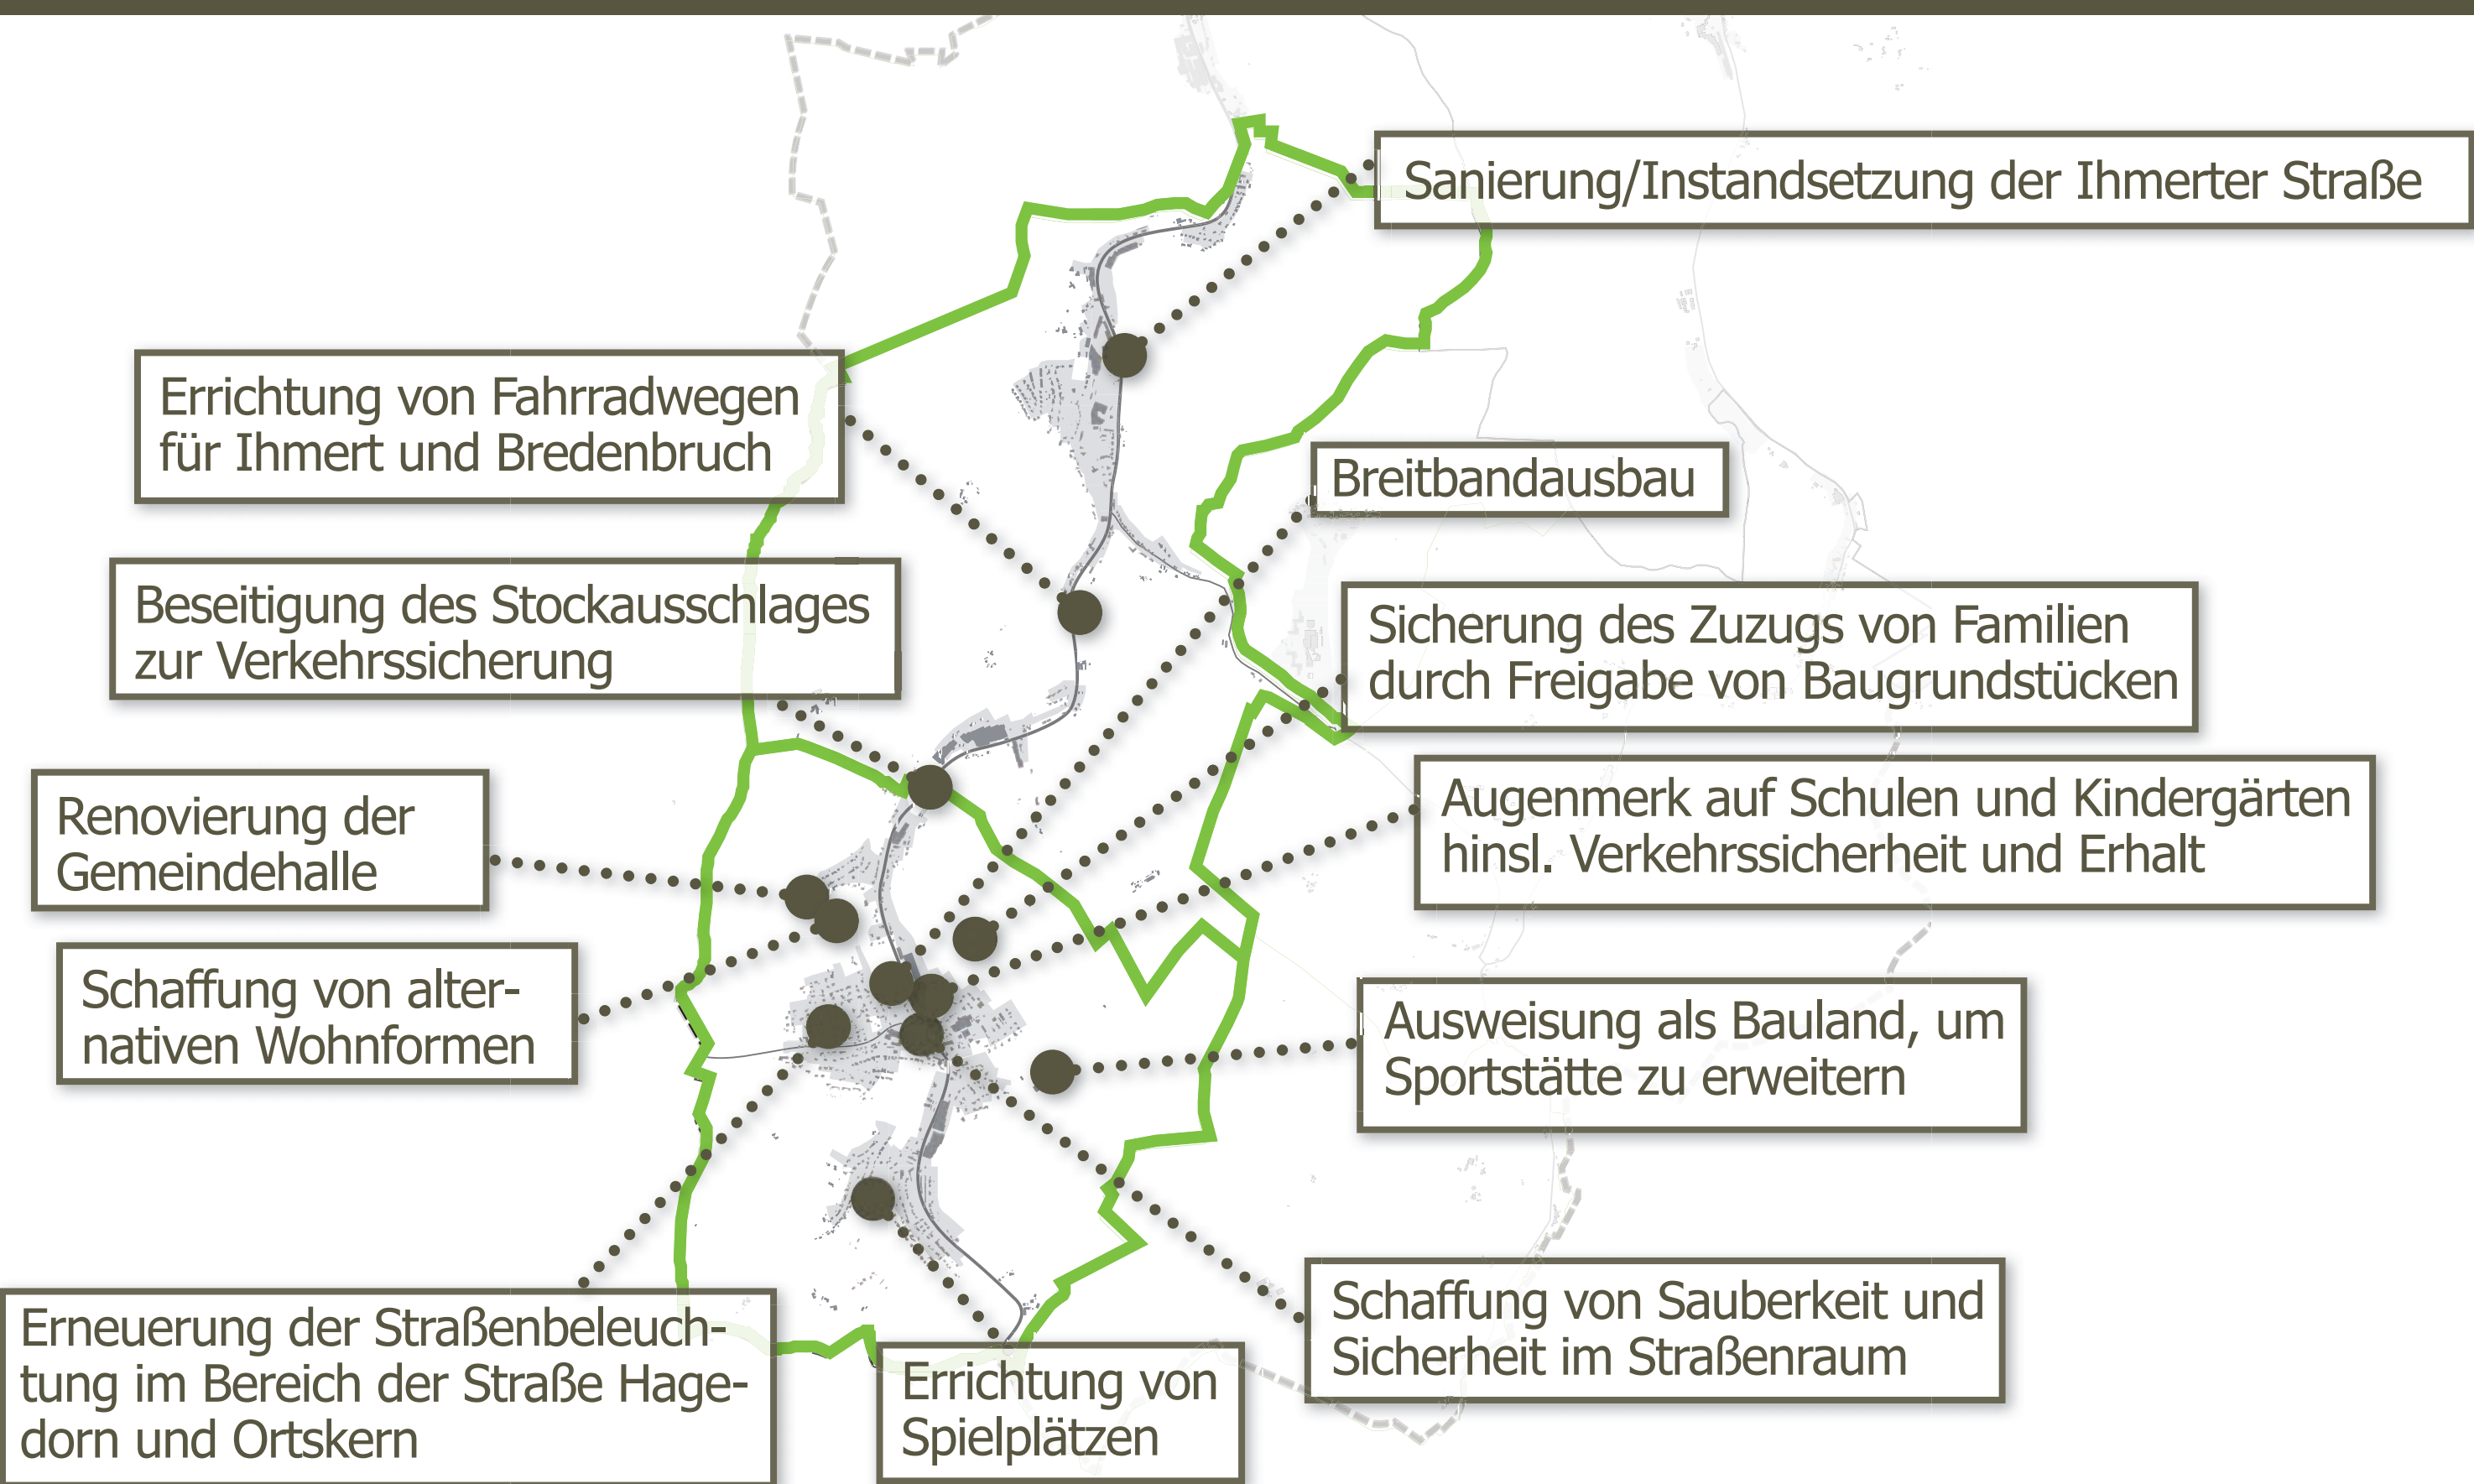 Sanierung/Instandsetzung der Ihmerter Straße
Errichtung von Fahrradwegen
für Ihmert und Bredenbruch
Breitbandausbau
Beseitigung des Stockausschlages
zur Verkehrssicherung
Sicherung des Zuzugs von Familien
durch Freigabe von Baugrundstücken
Renovierung der
Gemeindehalle
Augenmerk auf Schulen und Kindergärten
hinsl. Verkehrssicherheit und Erhalt
Schaffung von alter-
nativen Wohnformen
Ausweisung als Bauland, um
Sportstätte zu erweitern
Schaffung von Sauberkeit und
Sicherheit im Straßenraum
Erneuerung der Straßenbeleuch-
tung im Bereich der Straße Hage-
dorn und Ortskern
Errichtung von
Spielplätzen